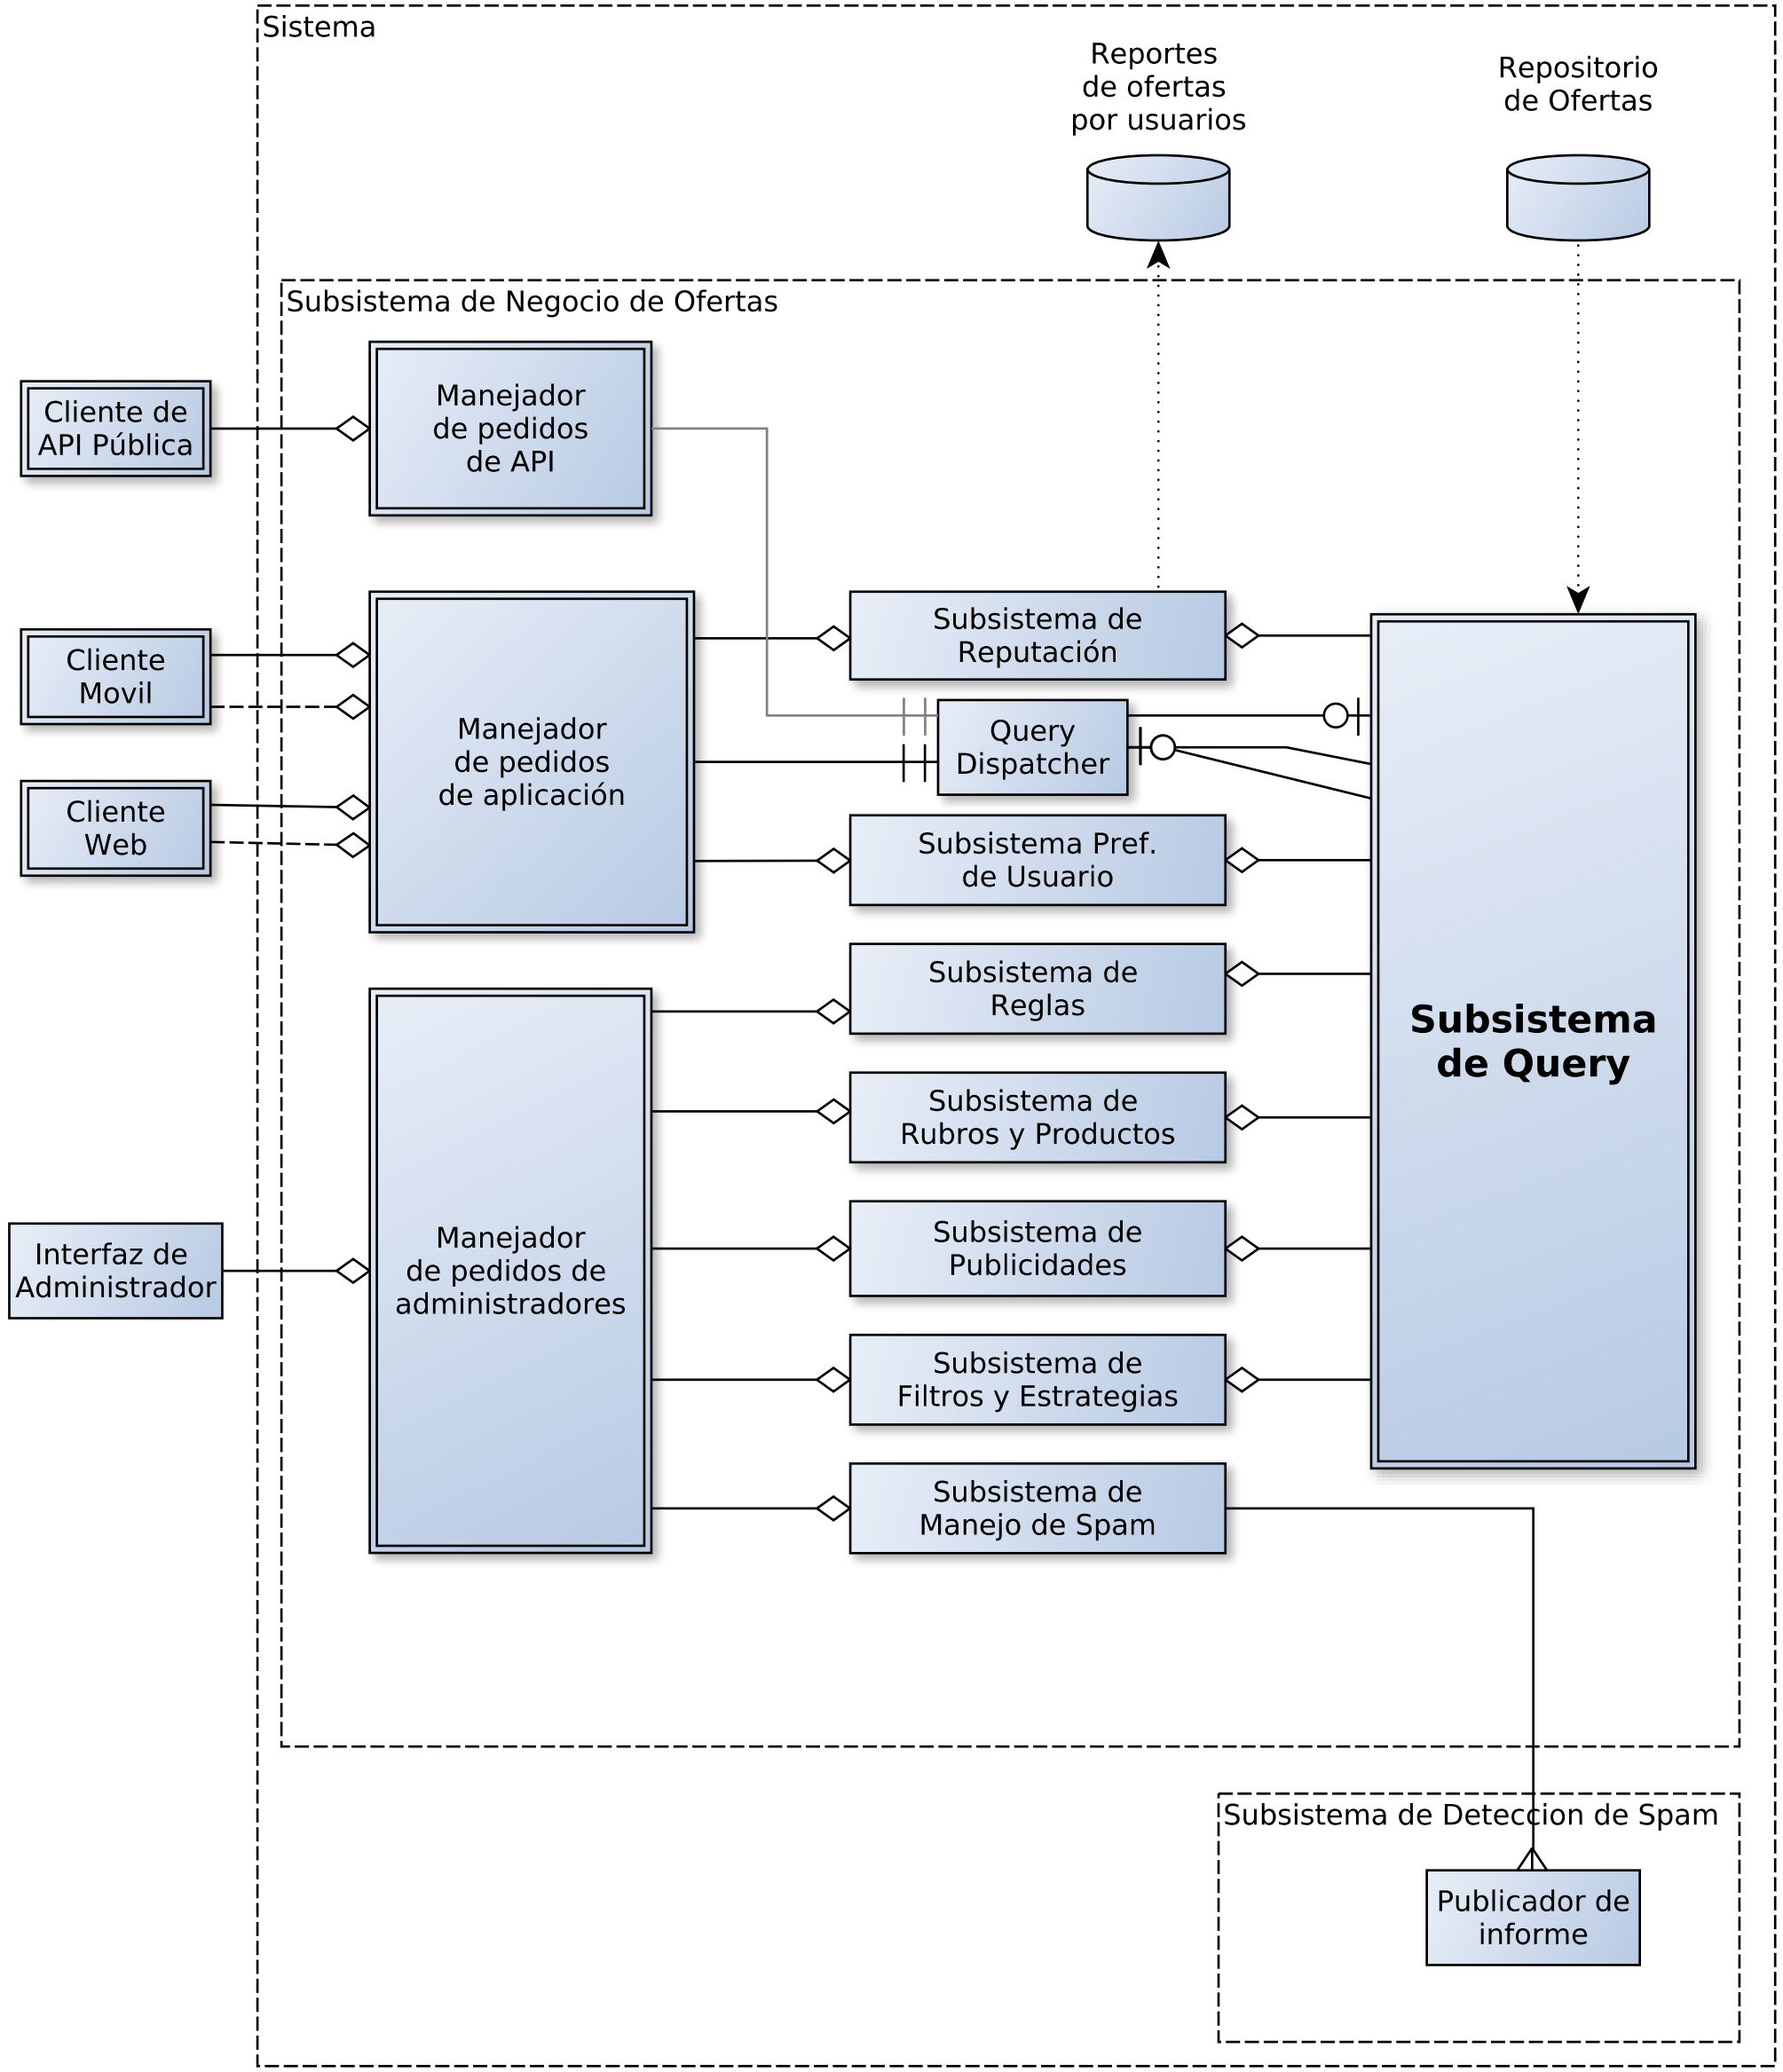 Sistema
Reportes
de ofertas
por usuarios
Repositorio
de Ofertas
Subsistema de Negocio de Ofertas
Cliente de
API Pública
Manejador
de pedidos
de API
Cliente
Movil
Cliente
Web
Manejador
de pedidos
de aplicación
Subsistema de
Reputación
Query
Dispatcher
Subsistema Pref.
de Usuario
Subsistema de
Reglas
Subsistema de
Rubros y Productos
Subsistema
de Query
Interfaz de
Administrador
Manejador
de pedidos de
administradores
Subsistema de
Publicidades
Subsistema de
Filtros y Estrategias
Subsistema de
Manejo de Spam
Subsistema de Deteccion de Spam
Publicador de
informe